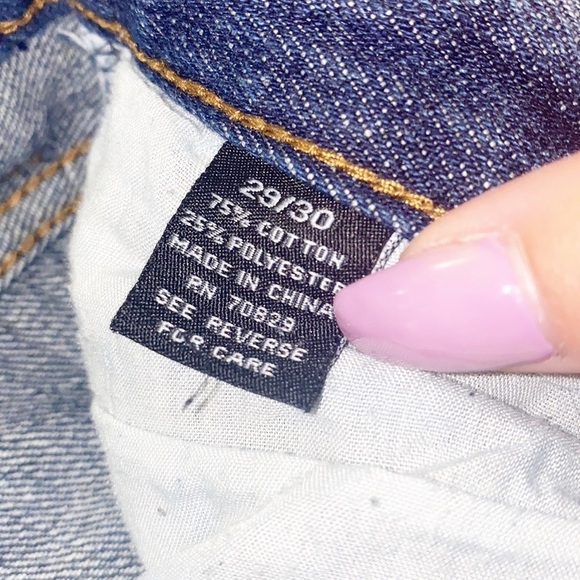 29/30
75% COTTON
25% POLYESTER
MADE IN CHINA
RN 70829
SEE REVERSE
FOR CARE